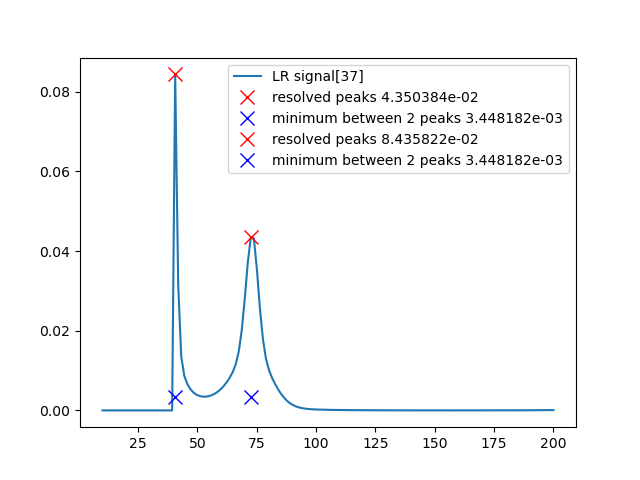 LR signal[37]
resolved peaks 4.350384e-02
minimum between 2 peaks 3.448182e-03
resolved peaks 8.435822e-02
minimum between 2 peaks 3.448182e-03
0.08
0.06
0.04
0.02
0.00
25 50 75 100 125 150 175 200